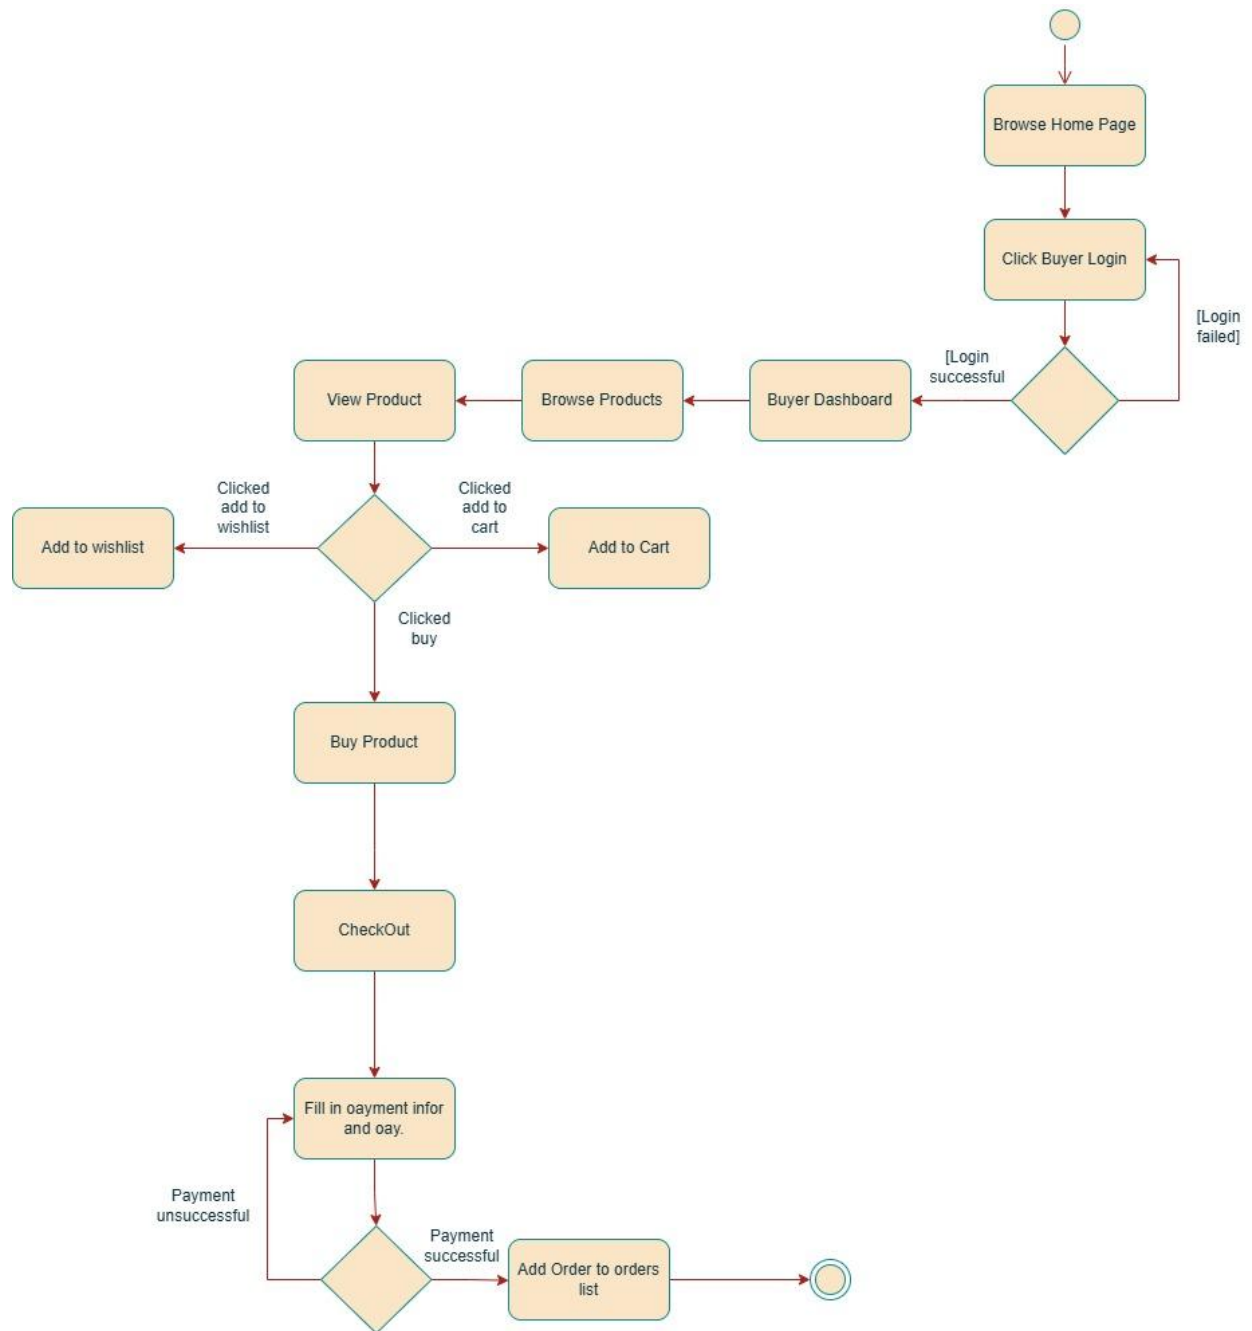 Browse Home Page
Click Buyer Login
[Login
failed]
[Login
successful
Buyer Dashboard
Browse Products
View Product
Clicked
add to
wishlist
Clicked
add to
cart
Add to wishlist
Add to Cart
Clicked
buy
Buy Product
CheckOut
Fill in oayment infor
and oay.
Payment
unsuccessful
Payment
successful
Add Order to orders
list